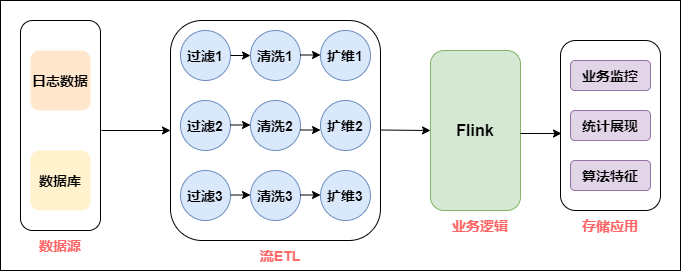 日志数据
数据库
数据源
过滤1
清洗1
扩维1
过滤2
清洗2
扩维2
过滤3
清洗3
扩维3
流ETL
Flink
业务逻辑
业务监控
统计展现
算法特征
存储应用